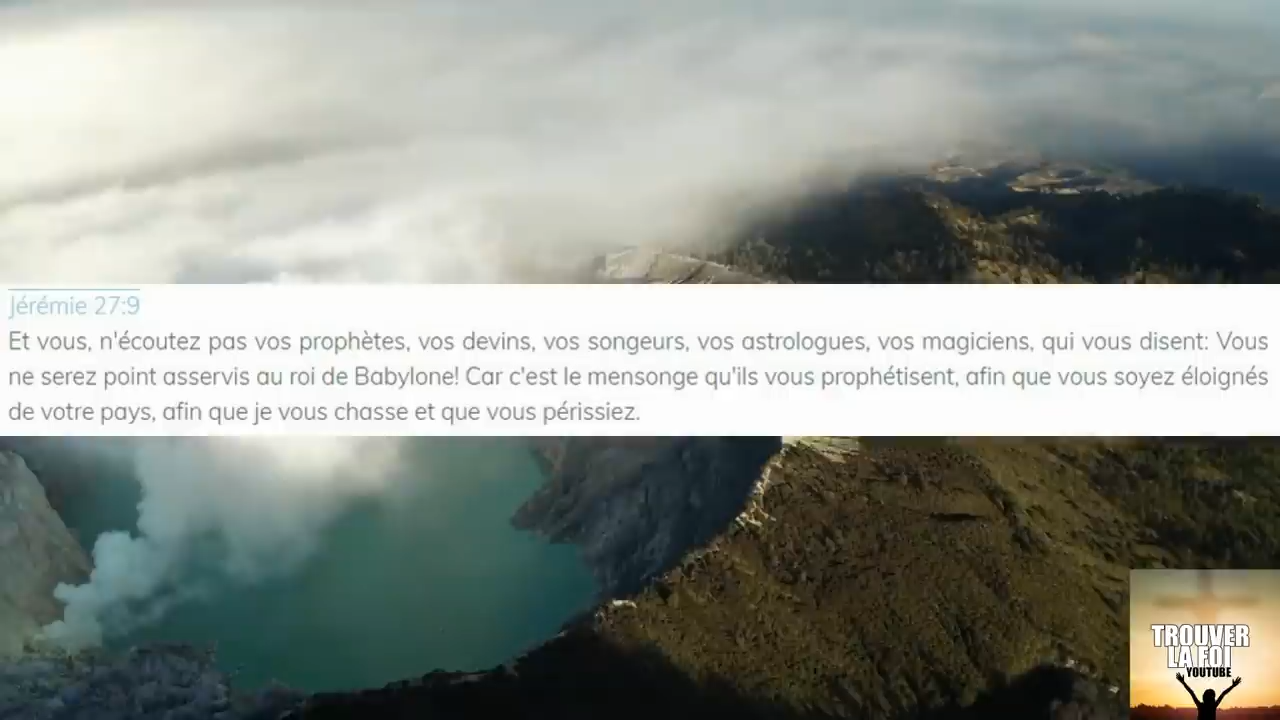 Jérémie 27:9
Et vous, n'écoutez pas vos prophètes, vos devins, vos songeurs, vos astrologues, vos magiciens, qui vous disent: Vous
ne serez point asservis au roi de Babylone! Car c'est le mensonge qu'ils vous prophétisent, afin que vous soyez éloignés
de votre pays, afin que je vous chasse et que vous périssiez.
TROUVER
LA FOI
YOUTUBE